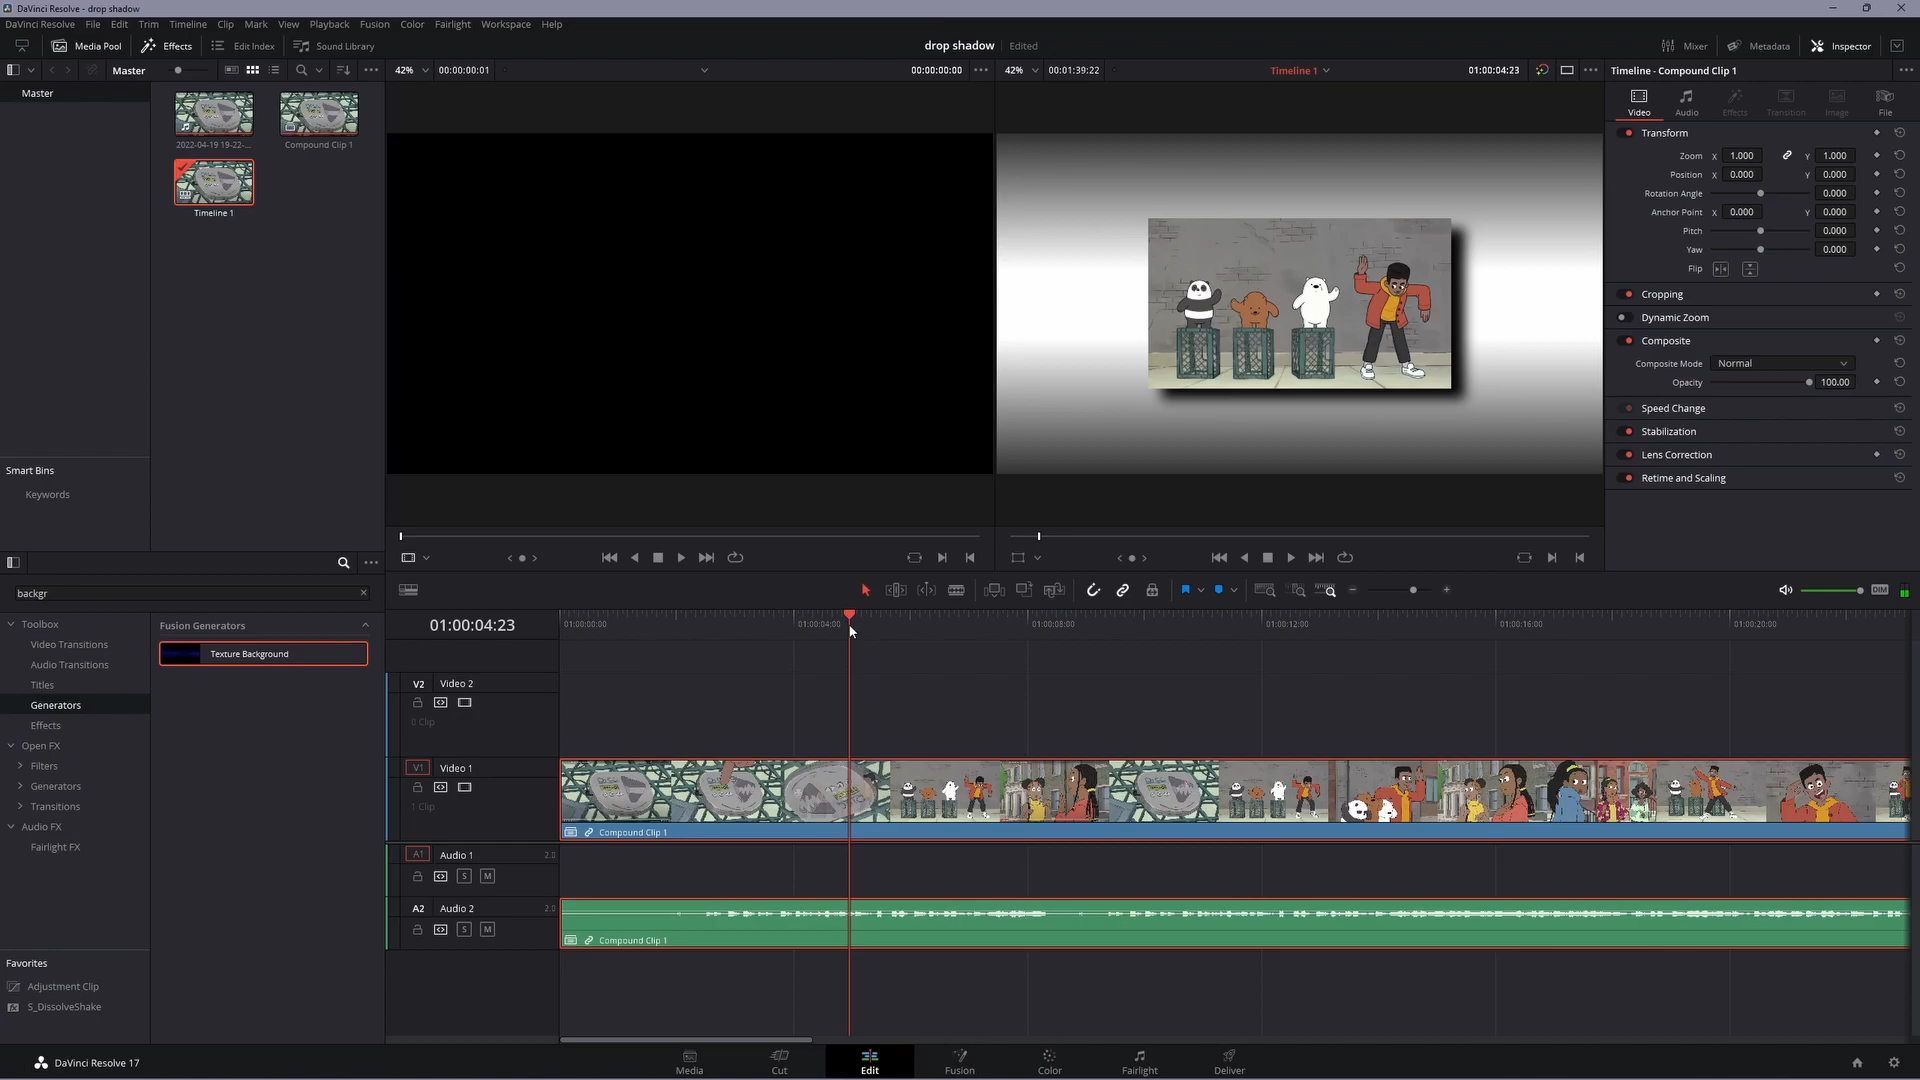 DaVinci Resolve - drop shadow
DaVinci Resolve File Edit Trim Timeline Clip Mark View Playback Fusion Color Fairlight Workspace Help
Media Pool Effects Edit Index Sound Library
drop shadow Edited
Mixer Metadata Inspector
Master
42% 00:00:00:01 00:00:00:00
42% 00:01:39:22 Timeline 1 01:00:04:23
Timeline - Compound Clip 1
Master
2022-04-19 19-22-...
Compound Clip 1
Timeline 1
Smart Bins
Keywords
Video Audio Effects Transition Image File
Transform
Zoom X 1.000 Y 1.000
Position X 0.000 Y 0.000
Rotation Angle 0.000
Anchor Point X 0.000 Y 0.000
Pitch 0.000
Yaw 0.000
Flip
Cropping
Dynamic Zoom
Composite
Composite Mode Normal
Opacity 100.00
Speed Change
Stabilization
Lens Correction
Retime and Scaling
backgr
Toolbox
Video Transitions
Audio Transitions
Titles
Generators
Effects
Open FX
Filters
Generators
Transitions
Audio FX
Fairlight FX
Favorites
Adjustment Clip
S_DissolveShake
Fusion Generators
Texture Background
DIM
01:00:04:23
01:00:00:00 01:00:04:00 01:00:08:00 01:00:12:00 01:00:16:00 01:00:20:00
V2 Video 2
0 Clip
V1 Video 1
1 Clip
Compound Clip 1
A1 Audio 1 2.0
S M
A2 Audio 2 2.0
S M
Compound Clip 1
DaVinci Resolve 17
Media Cut Edit Fusion Color Fairlight Deliver